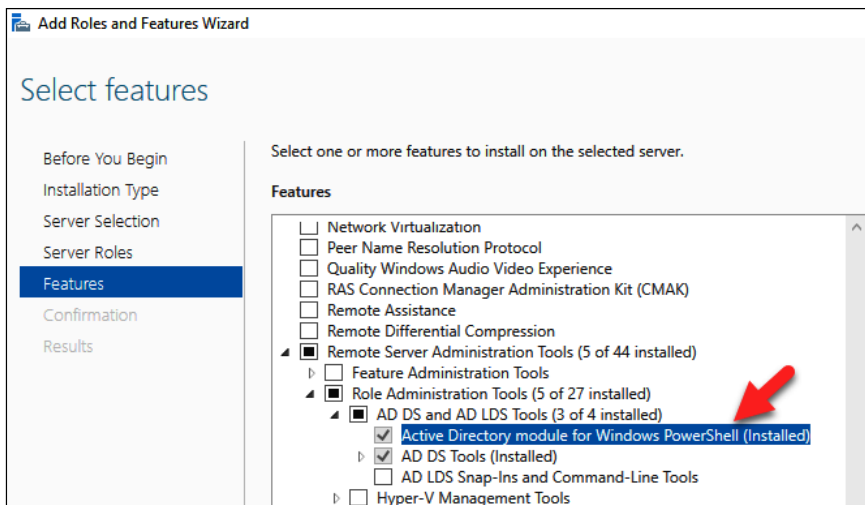 Add Roles and Features Wizard
Select features
Before You Begin
Installation Type
Server Selection
Server Roles
Features
Confirmation
Results
Select one or more features to install on the selected server.
Features
Network Virtualization
Peer Name Resolution Protocol
Quality Windows Audio Video Experience
RAS Connection Manager Administration Kit (CMAK)
Remote Assistance
Remote Differential Compression
Remote Server Administration Tools (5 of 44 installed)
Feature Administration Tools
Role Administration Tools (5 of 27 installed)
AD DS and AD LDS Tools (3 of 4 installed)
Active Directory module for Windows PowerShell (Installed)
AD DS Tools (Installed)
AD LDS Snap-Ins and Command-Line Tools
Hyper-V Management Tools